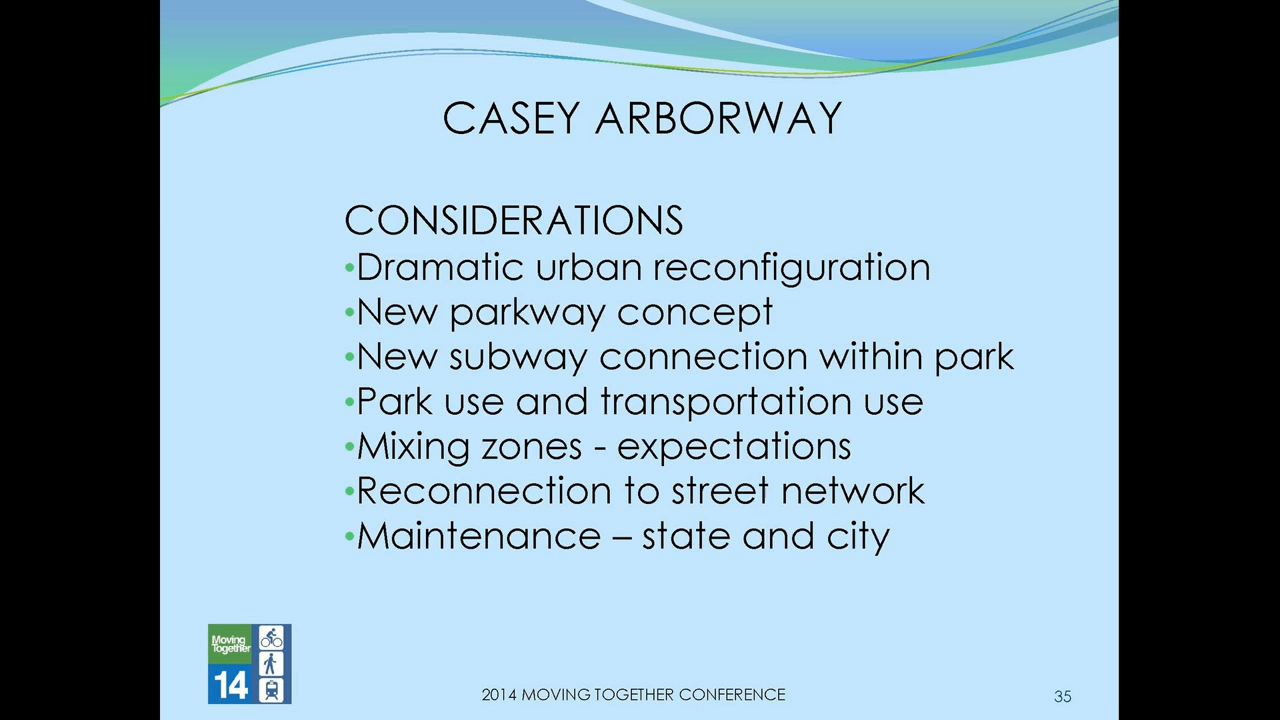 CASEY ARBORWAY
CONSIDERATIONS
•Dramatic urban reconfiguration
•New parkway concept
•New subway connection within park
•Park use and transportation use
•Mixing zones - expectations
•Reconnection to street network
•Maintenance – state and city
Moving
Together
14
2014 MOVING TOGETHER CONFERENCE
35